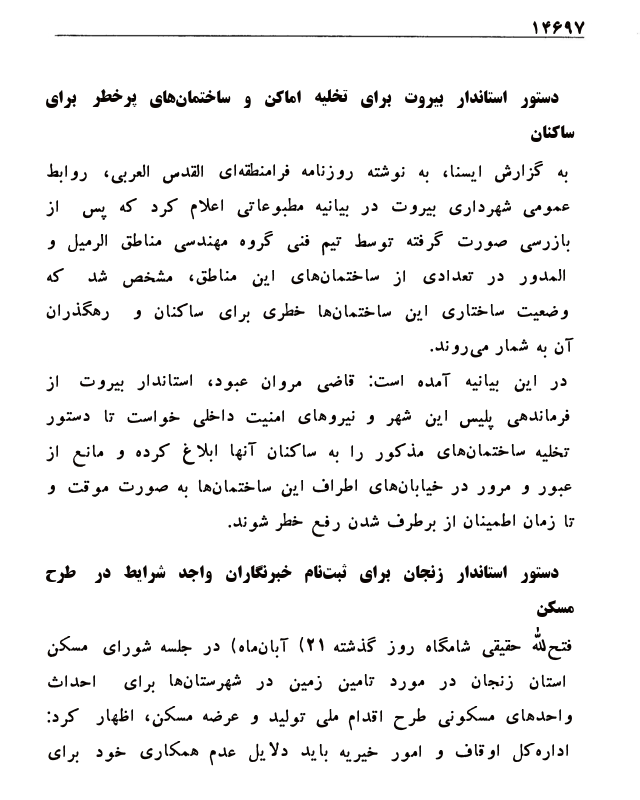 ۱۴۶۹۷
دستور استاندار بیروت برای تخلیه اماکن و ساختمان‌های پرخطر برای
ساکنان
به گزارش ایسنا، به نوشته روزنامه فرامنطقه‌ای القدس العربی، روابط
عمومی شهرداری بیروت در بیانیه مطبوعاتی اعلام کرد که پس از
بازرسی صورت گرفته توسط تیم فنی گروه مهندسی مناطق الرمیل و
المدور در تعدادی از ساختمان‌های این مناطق، مشخص شد که
وضعیت ساختاری این ساختمان‌ها خطری برای ساکنان و رهگذران
آن به شمار می‌روند.
در این بیانیه آمده است: قاضی مروان عبود، استاندار بیروت از
فرماندهی پلیس این شهر و نیروهای امنیت داخلی خواست تا دستور
تخلیه ساختمان‌های مذکور را به ساکنان آنها ابلاغ کرده و مانع از
عبور و مرور در خیابان‌های اطراف این ساختمان‌ها به صورت موقت و
تا زمان اطمینان از برطرف شدن رفع خطر شوند.
دستور استاندار زنجان برای ثبت‌نام خبرنگاران واجد شرایط در طرح
مسکن
فتح‌الله حقیقی شامگاه روز گذشته ۲۱) آبان‌ماه) در جلسه شورای مسکن
استان زنجان در مورد تامین زمین در شهرستان‌ها برای احداث
واحدهای مسکونی طرح اقدام ملی تولید و عرضه مسکن، اظهار کرد:
اداره‌کل اوقاف و امور خیریه باید دلایل عدم همکاری خود برای